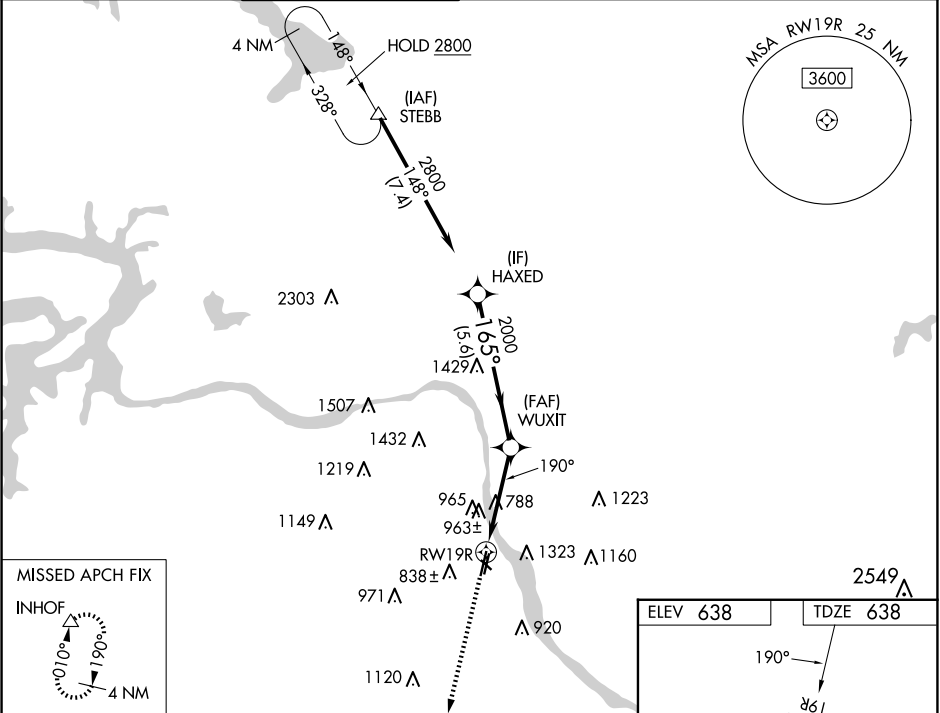 4 NM
148°
HOLD 2800
328°
(IAF)
STEBB
MSA RW19R 25 NM
3600
2800
148°
(7.4)
(IF)
HAXED
2303
2000
165°
(5.6)
1429
1507
(FAF)
WUXIT
1432
1219
190°
965
788
1223
1149
963±
RW19R
1323
1160
838±
971
2549
MISSED APCH FIX
INHOF
010°
190°
4 NM
920
1120
ELEV 638
TDZE 638
190°
19R